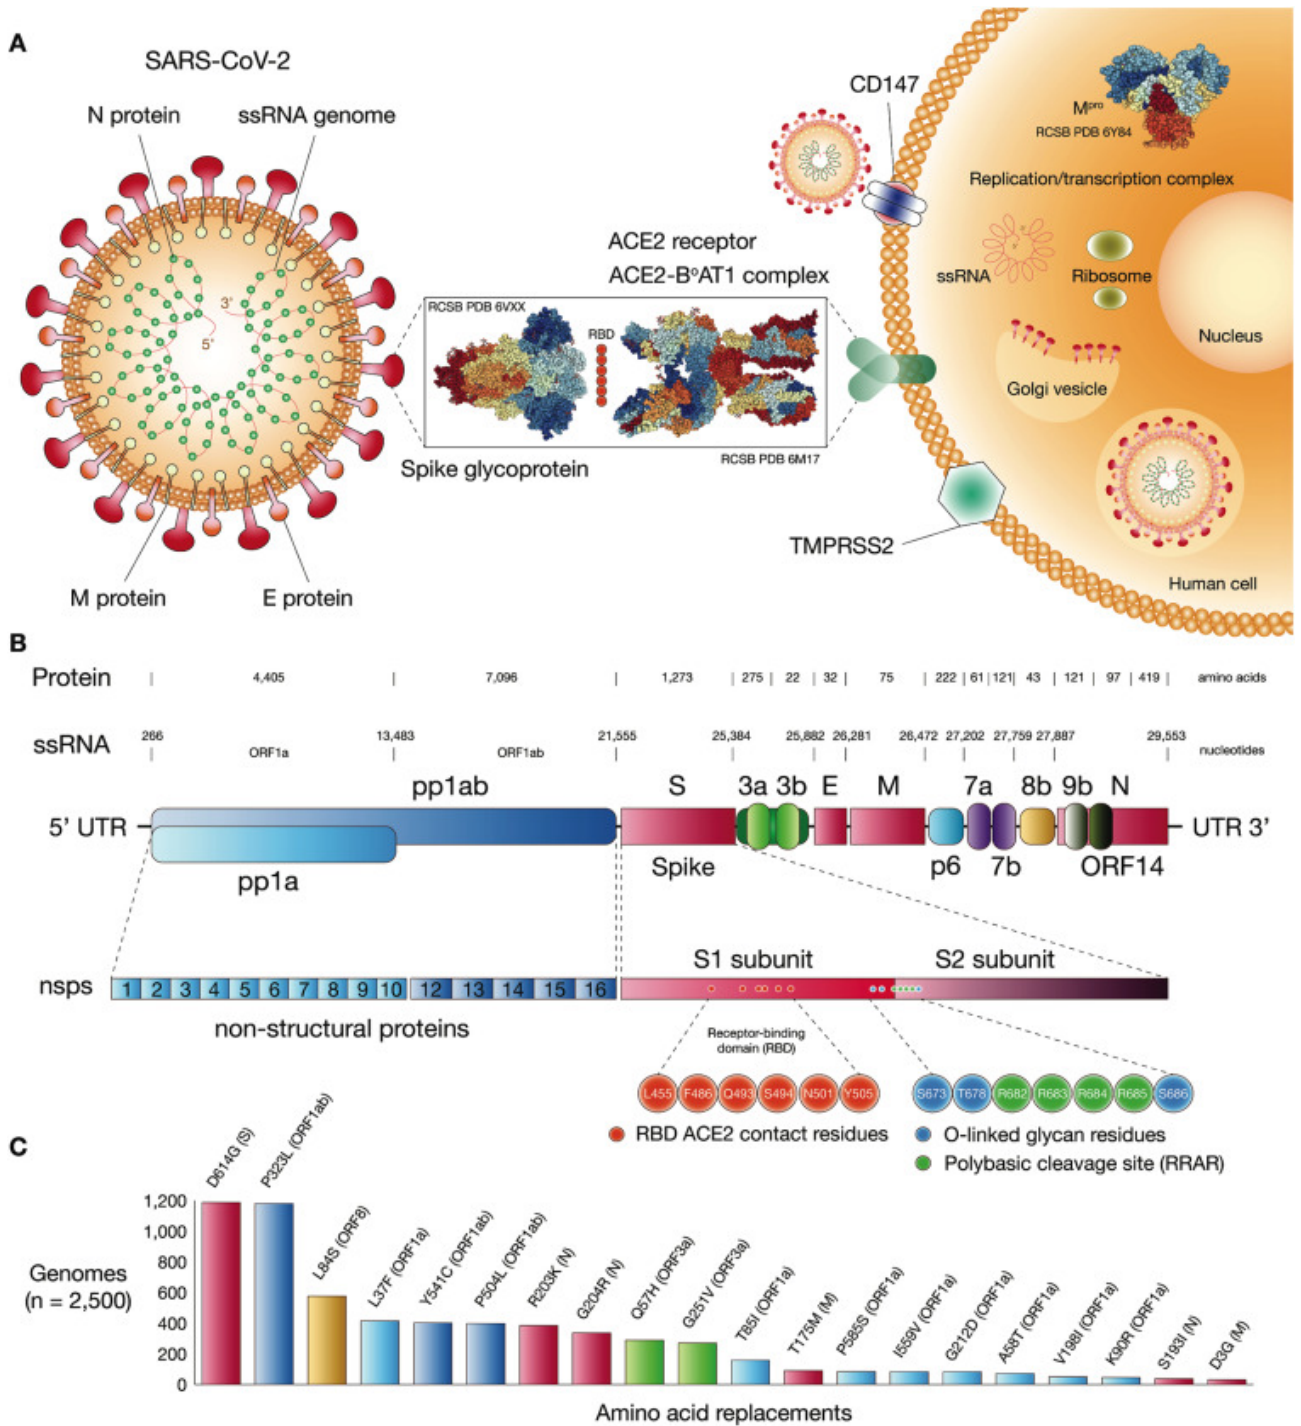 A
SARS-CoV-2
N protein
ssRNA genome
3'
5'
M protein
E protein
CD147
ACE2 receptor
ACE2-BºAT1 complex
RCSB PDB 6VXX
RBD
RCSB PDB 6M17
Spike glycoprotein
TMPRSS2
Mpro
RCSB PDB 6Y84
Replication/transcription complex
ssRNA
Ribosome
Nucleus
Golgi vesicle
Human cell
B
Protein | 4,405 | 7,096 | 1,273 | 275 | 22 | 32 | 75 | 222 | 61 | 121 | 43 | 121 | 97 | 419 | amino acids
ssRNA 266 ORF1a 13,483 ORF1ab 21,555 25,384 25,882 26,281 26,472 27,202 27,759 27,887 29,553 nucleotides
pp1ab S 3a 3b E M 7a 8b 9b N
5' UTR UTR 3'
pp1a Spike p6 7b ORF14
S1 subunit S2 subunit
nsps 1 2 3 4 5 6 7 8 9 10 12 13 14 15 16
non-structural proteins
Receptor-binding
domain (RBD)
L455 F486 Q493 S494 N501 Y505
S673 T678 R682 R683 R684 R685 S686
RBD ACE2 contact residues
O-linked glycan residues
Polybasic cleavage site (RRAR)
C
Genomes
(n = 2,500)
1,200
1,000
800
600
400
200
0
D614G (S)
P323L (ORF1ab)
L84S (ORF8)
L37F (ORF1a)
Y541C (ORF1ab)
P504L (ORF1ab)
R203K (N)
G204R (N)
Q57H (ORF3a)
G251V (ORF3a)
T85I (ORF1a)
T175M (M)
P585S (ORF1a)
I559V (ORF1a)
G212D (ORF1a)
A58T (ORF1a)
V198I (ORF1a)
K90R (ORF1a)
S193I (N)
D3G (M)
Amino acid replacements